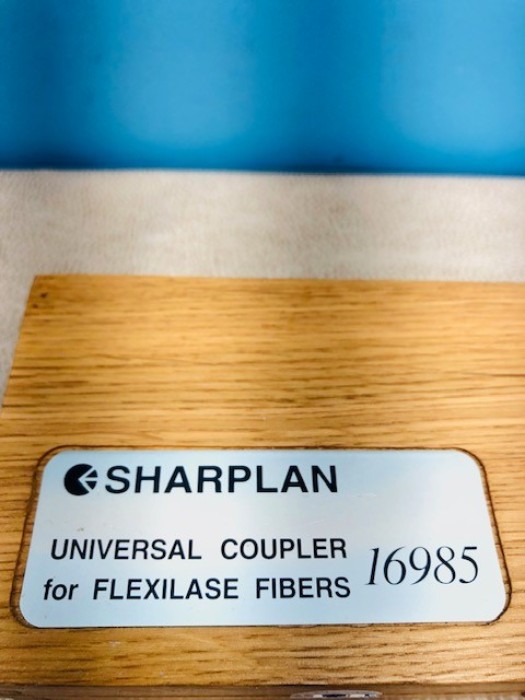 SHARPLAN
UNIVERSAL COUPLER
for FLEXILASE FIBERS
16985